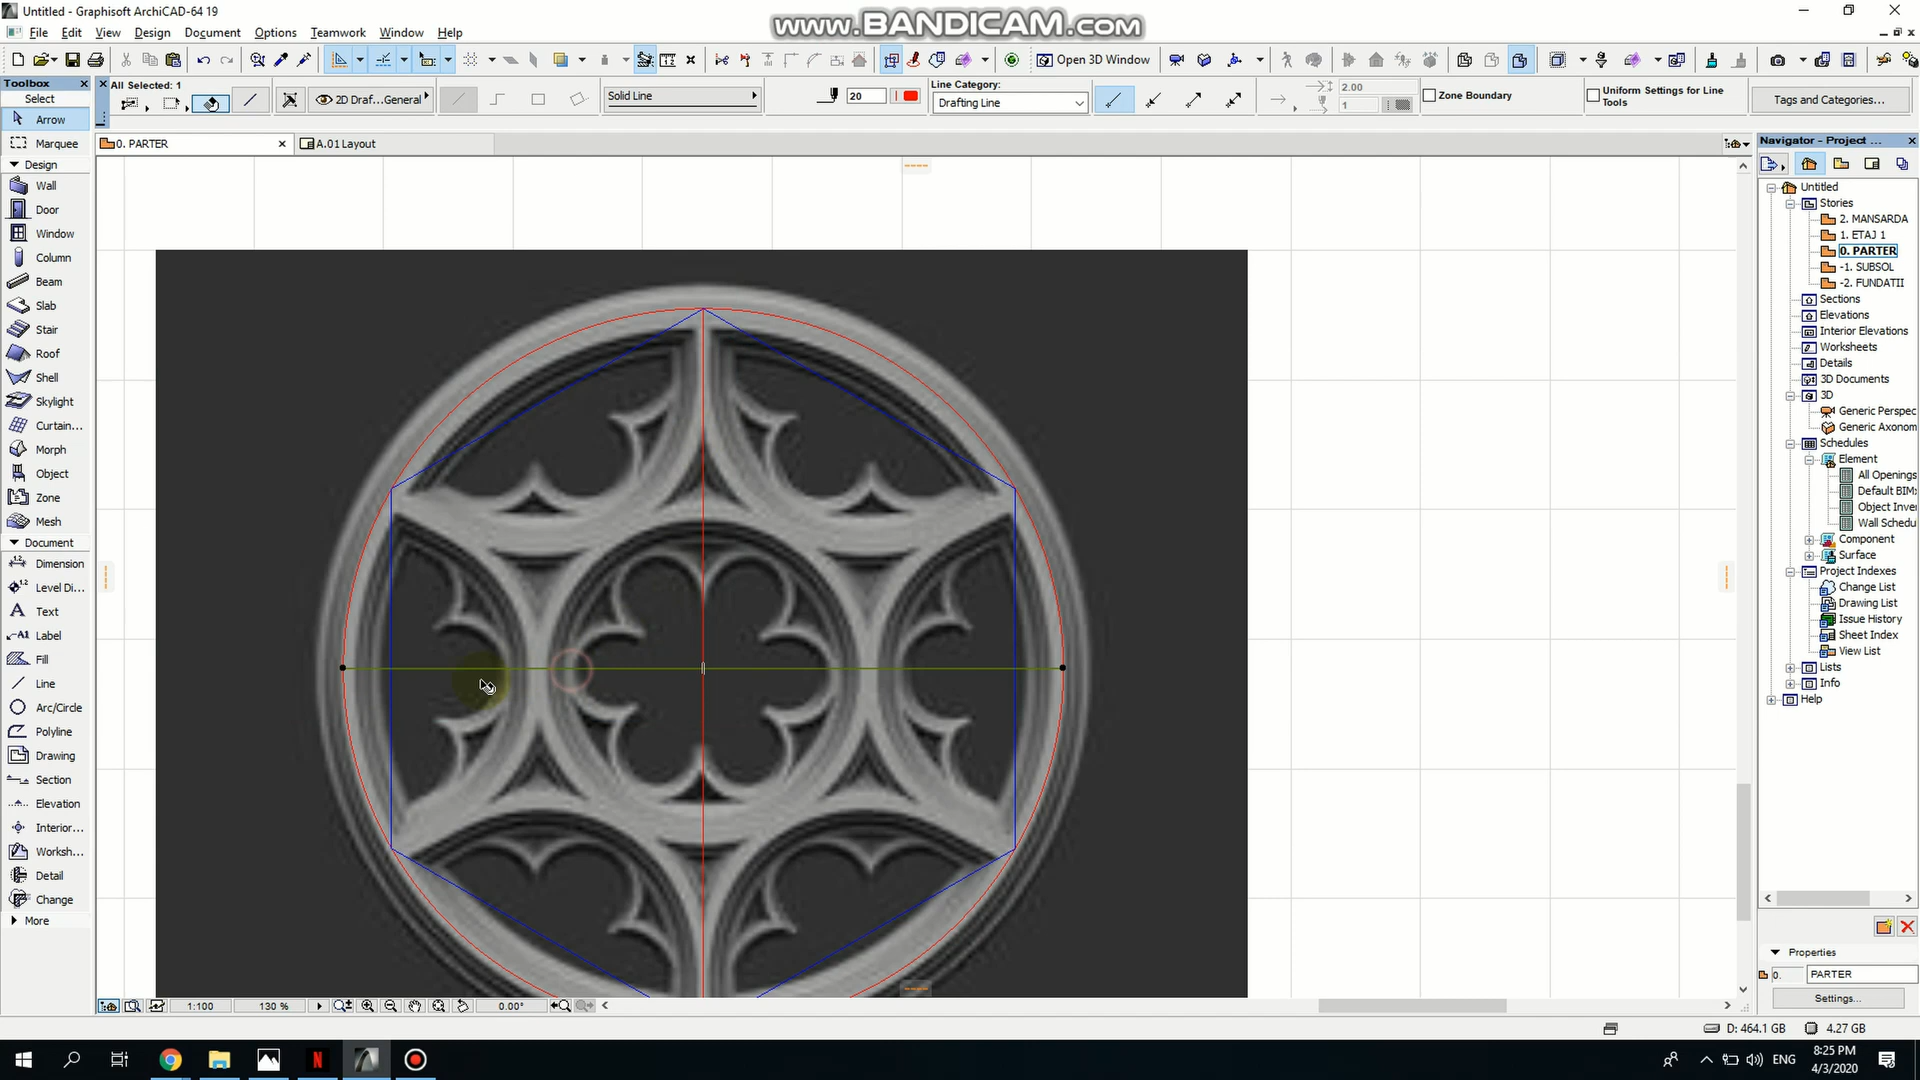 Untitled - Graphisoft ArchiCAD-64 19
www.BANDICAM.com
File Edit View Design Document Options Teamwork Window Help
Open 3D Window
Toolbox
Select
Arrow
Marquee
Design
Wall
Door
Window
Column
Beam
Slab
Stair
Roof
Shell
Skylight
Curtain...
Morph
Object
Zone
Mesh
Document
Dimension
Level Di...
Text
Label
Fill
Line
Arc/Circle
Polyline
Drawing
Section
Elevation
Interior...
Worksh...
Detail
Change
More
All Selected: 1
2D Draf...General
Solid Line
20
Line Category:
Drafting Line
2.00
1
Zone Boundary
Uniform Settings for Line Tools
Tags and Categories...
0. PARTER
A.01 Layout
Navigator - Project ...
Untitled
Stories
2. MANSARDA
1. ETAJ 1
0. PARTER
-1. SUBSOL
-2. FUNDATII
Sections
Elevations
Interior Elevations
Worksheets
Details
3D Documents
3D
Generic Perspec
Generic Axonom
Schedules
Element
All Openings
Default BIMx
Object Inve
Wall Schedu
Component
Surface
Project Indexes
Change List
Drawing List
Issue History
Sheet Index
View List
Lists
Info
Help
Properties
0. PARTER
Settings...
1:100 130 % 0.00°
D: 464.1 GB 4.27 GB
ENG
8:25 PM
4/3/2020